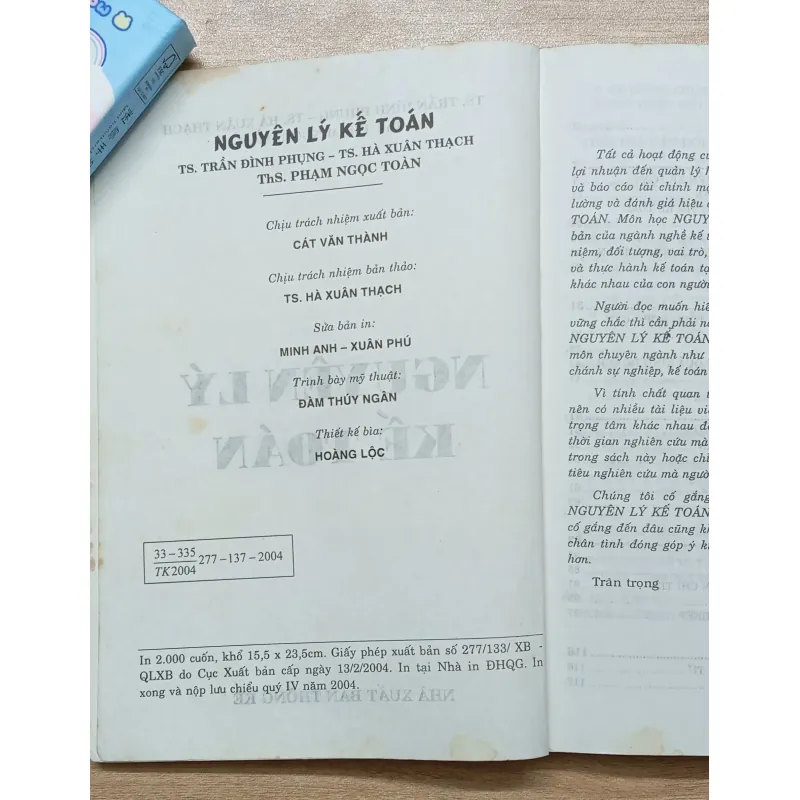 NGUYÊN LÝ KẾ TOÁN
TS. TRẦN ĐÌNH PHỤNG – TS. HÀ XUÂN THẠCH
ThS. PHẠM NGỌC TOÀN
Chịu trách nhiệm xuất bản:
CÁT VĂN THÀNH
Chịu trách nhiệm bản thảo:
TS. HÀ XUÂN THẠCH
Sửa bản in:
MINH ANH – XUÂN PHÚ
Trình bày mỹ thuật:
ĐÀM THÚY NGÂN
Thiết kế bìa:
HOÀNG LỘC
33–335
TK2004
277–137–2004
In 2.000 cuốn, khổ 15,5 x 23,5cm. Giấy phép xuất bản số 277/133/ XB -
QLXB do Cục Xuất bản cấp ngày 13/2/2004. In tại Nhà in ĐHQG. In
xong và nộp lưu chiểu quý IV năm 2004.
Tất cả hoạt động
lợi nhuận đến quản lý
và báo cáo tài chính
lường và đánh giá hiệu
TOÁN. Môn học
bản của ngành nghề kế
niệm, đối tượng, vai trò,
và thực hành kế toán
khác nhau của con người
Người đọc muốn
vững chắc thì cần phải
NGUYÊN LÝ KẾ TOÁN
môn chuyên ngành như
chánh sự nghiệp, kế toán
Vì tính chất quan
nên có nhiều tài liệu
trọng tâm khác nhau
thời gian nghiên cứu
trong sách này hoặc
tiêu nghiên cứu mà
Chúng tôi cố gắng
NGUYÊN LÝ KẾ TOÁN
cố gắng đến đâu cũng
chân tình đóng góp ý
hơn.
Trân trọng